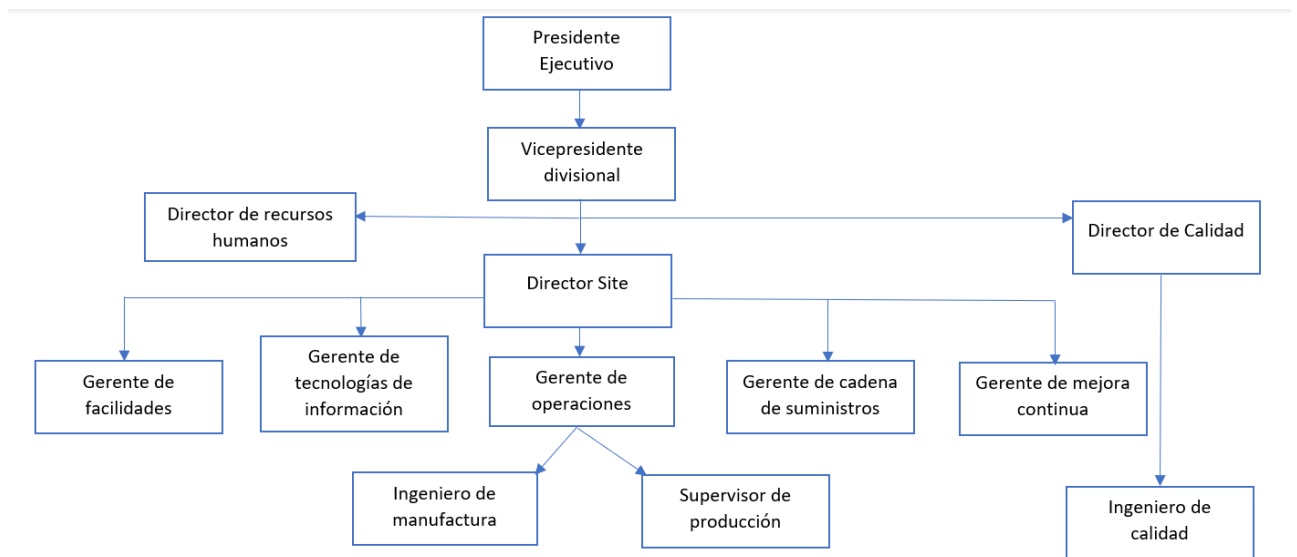 Presidente
Ejecutivo
Vicepresidente
divisional
Director de recursos
humanos
Director de Calidad
Director Site
Gerente de
facilidades
Gerente de
tecnologías de
información
Gerente de
operaciones
Gerente de cadena
de suministros
Gerente de mejora
continua
Ingeniero de
manufactura
Supervisor de
producción
Ingeniero de
calidad